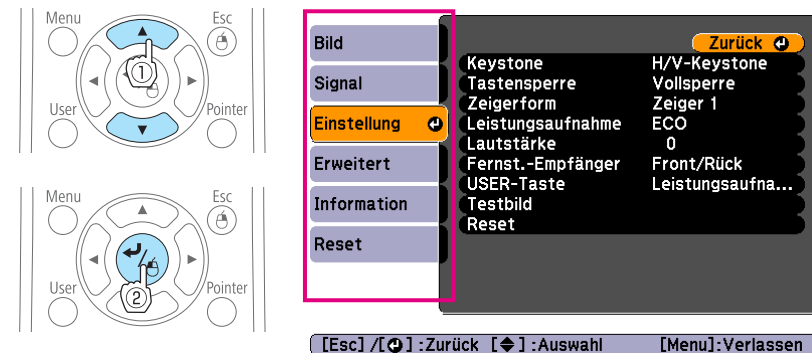 Menu
Esc
①
User
Pointer
Menu
Esc
②
User
Pointer
Bild
Signal
Einstellung
Erweitert
Information
Reset
Zurück
Keystone H/V-Keystone
Tastensperre Vollsperre
Zeigerform Zeiger 1
Leistungsaufnahme ECO
Lautstärke 0
Fernst.-Empfänger Front/Rück
USER-Taste Leistungsaufna...
Testbild
Reset
[Esc] /[⏎] :Zurück [◆] :Auswahl [Menu]:Verlassen